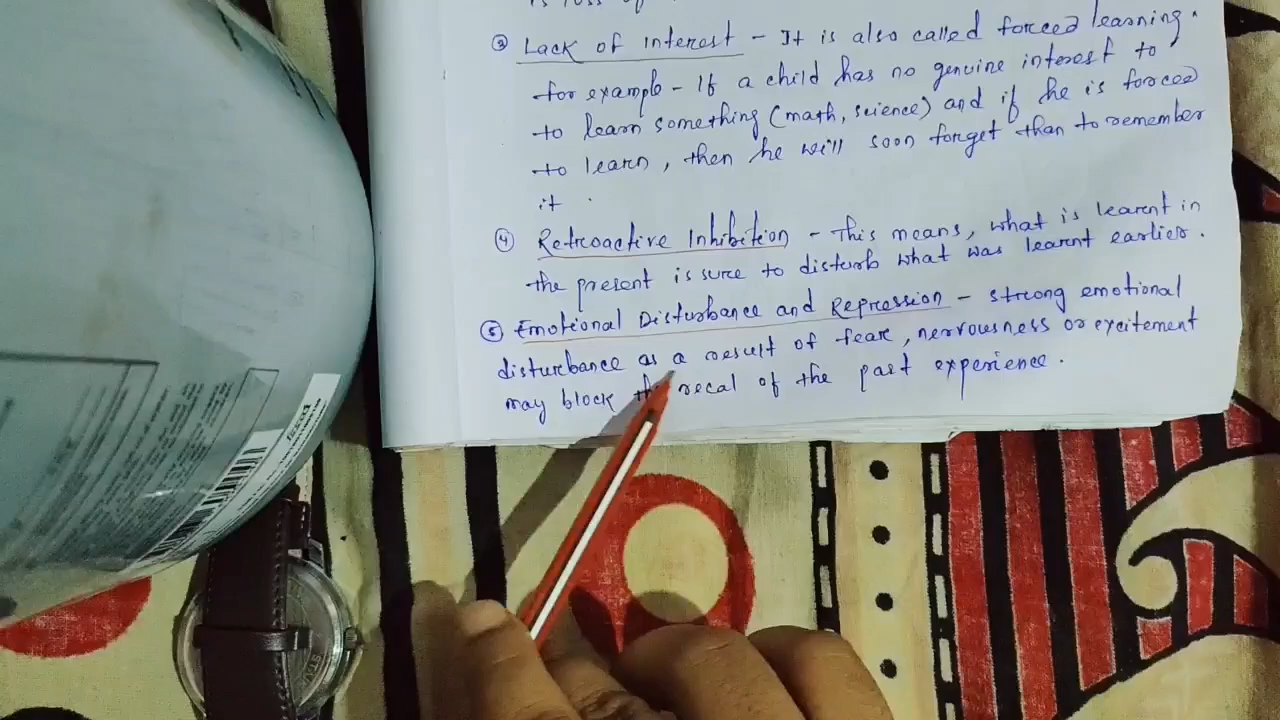 is loss of
③ Lack of interest - It is also called forced learning.
for example - If a child has no genuine interest to
to learn something (math, science) and if he is forced
to learn, then he will soon forget than to remember
it.
④ Retroactive Inhibition - This means, what is learnt in
the present is sure to disturb what was learnt earlier.
⑤ Emotional Disturbance and Repression - strong emotional
disturbance as a result of fear, nervousness or excitement
may block the recal of the past experience.